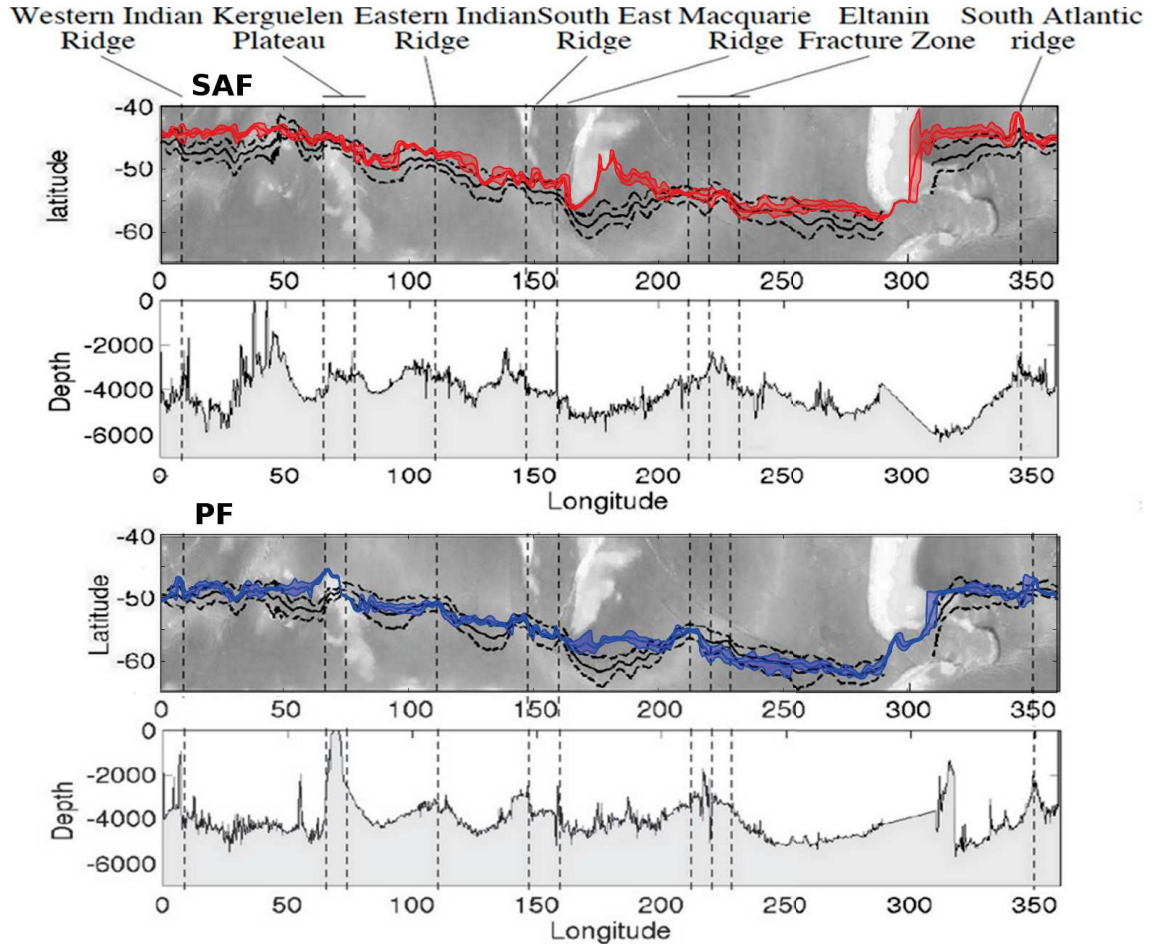 Western Indian Kerguelen Eastern Indian South East Macquarie Eltanin South Atlantic
Ridge Plateau Ridge Ridge Ridge Fracture Zone ridge
SAF
-40
-50
-60
latitude
0 50 100 150 200 250 300 350
0
-2000
-4000
-6000
Depth
0 50 100 150 200 250 300 350
Longitude
PF
-40
-50
-60
Latitude
0 50 100 150 200 250 300 350
0
-2000
-4000
-6000
Depth
0 50 100 150 200 250 300 350
Longitude